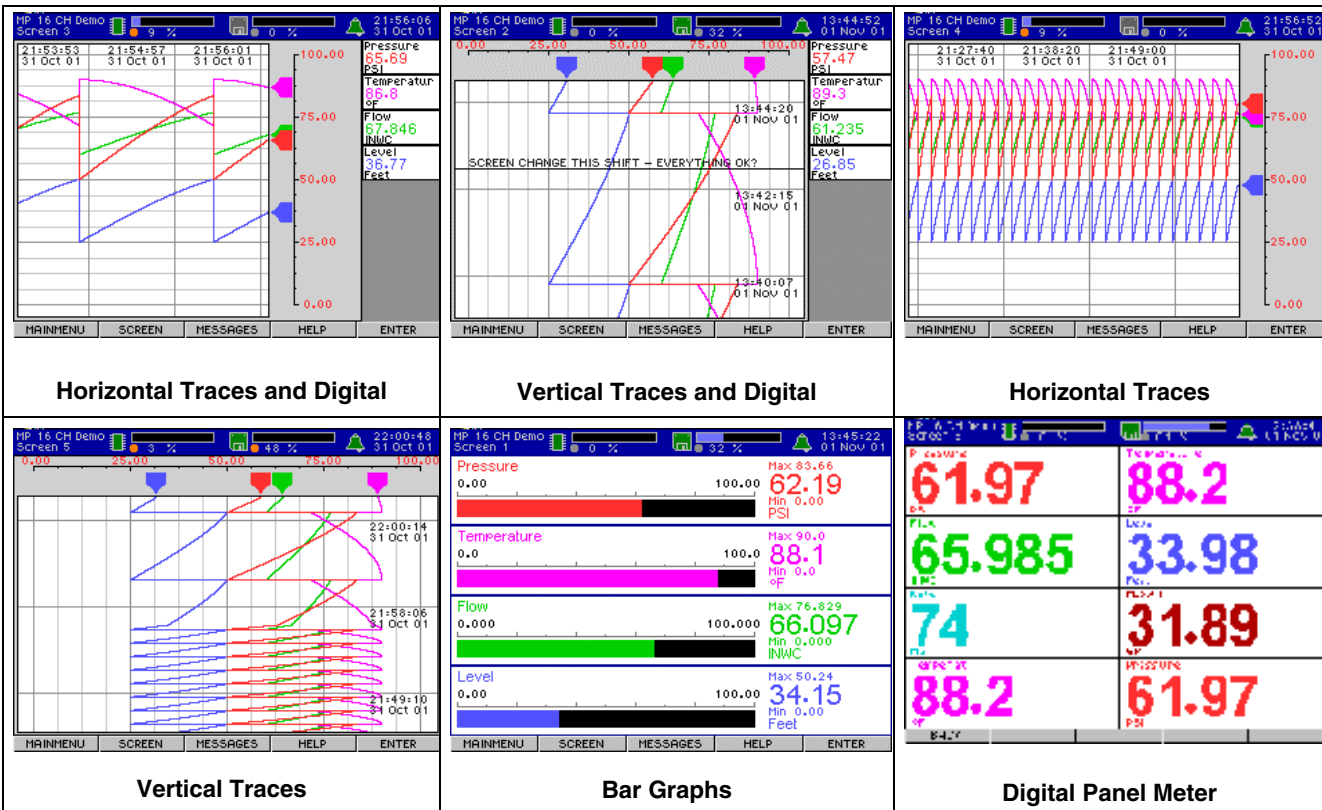 MP 16 CH Demo
Screen 3
9 %
0 %
21:56:06
31 Oct 01
21:53:53
31 Oct 01
21:54:57
31 Oct 01
21:56:01
31 Oct 01
100.00
75.00
50.00
25.00
0.00
Pressure
65.69
PSI
Temperatur
86.8
°F
Flow
67.846
INWC
Level
36.77
Feet
MAINMENU SCREEN MESSAGES HELP ENTER
Horizontal Traces and Digital
MP 16 CH Demo
Screen 2
0 %
32 %
13:44:52
01 Nov 01
0.00 25.00 50.00 75.00 100.00
13:44:20
01 Nov 01
SCREEN CHANGE THIS SHIFT – EVERYTHING OK?
13:42:15
01 Nov 01
13:40:07
01 Nov 01
Pressure
57.47
PSI
Temperatur
89.3
°F
Flow
61.235
INWC
Level
26.85
Feet
MAINMENU SCREEN MESSAGES HELP ENTER
Vertical Traces and Digital
MP 16 CH Demo
Screen 4
9 %
0 %
21:56:52
31 Oct 01
21:27:40
31 Oct 01
21:38:20
31 Oct 01
21:49:00
31 Oct 01
100.00
75.00
50.00
25.00
0.00
MAINMENU SCREEN MESSAGES HELP ENTER
Horizontal Traces
MP 16 CH Demo
Screen 5
3 %
48 %
22:00:48
31 Oct 01
0.00 25.00 50.00 75.00 100.00
22:00:14
31 Oct 01
21:58:06
31 Oct 01
21:49:10
31 Oct 01
MAINMENU SCREEN MESSAGES HELP ENTER
Vertical Traces
MP 16 CH Demo
Screen 1
0 %
32 %
13:45:22
01 Nov 01
Pressure
0.00 100.00
Max 83.66
62.19
Min 0.00
PSI
Temperature
0.0 100.0
Max 90.0
88.1
Min 0.0
°F
Flow
0.000 100.000
Max 76.829
66.097
Min 0.000
INWC
Level
0.00 100.00
Max 50.24
34.15
Min 0.00
Feet
MAINMENU SCREEN MESSAGES HELP ENTER
Bar Graphs
61.97
88.2
65.985
33.98
74
31.89
88.2
Pressure
61.97
PSI
Digital Panel Meter